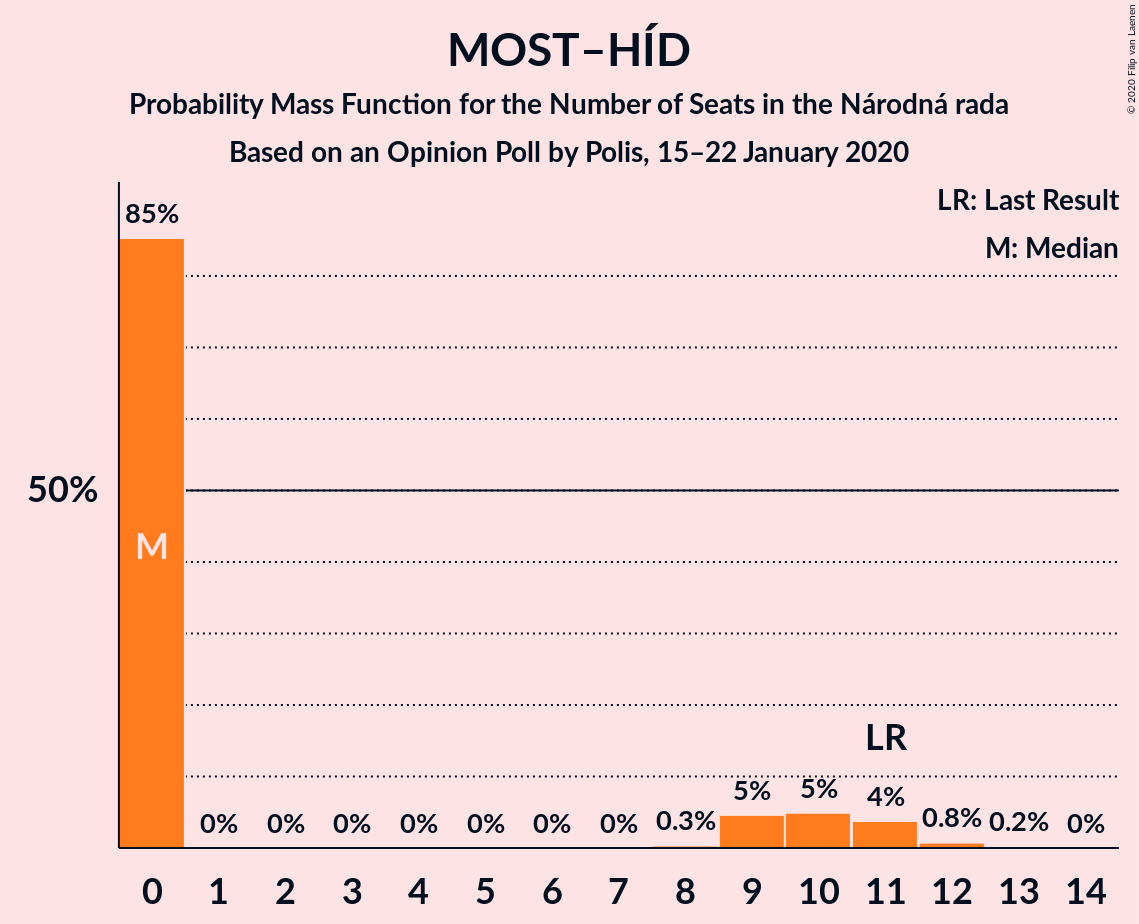 MOST–HÍD
Probability Mass Function for the Number of Seats in the Národná rada
Based on an Opinion Poll by Polis, 15–22 January 2020
© 2020 Filip van Laenen
LR: Last Result
M: Median
85%
50%
M
LR
0% 0% 0% 0% 0% 0% 0% 0.3% 5% 5% 4% 0.8% 0.2% 0%
0 1 2 3 4 5 6 7 8 9 10 11 12 13 14